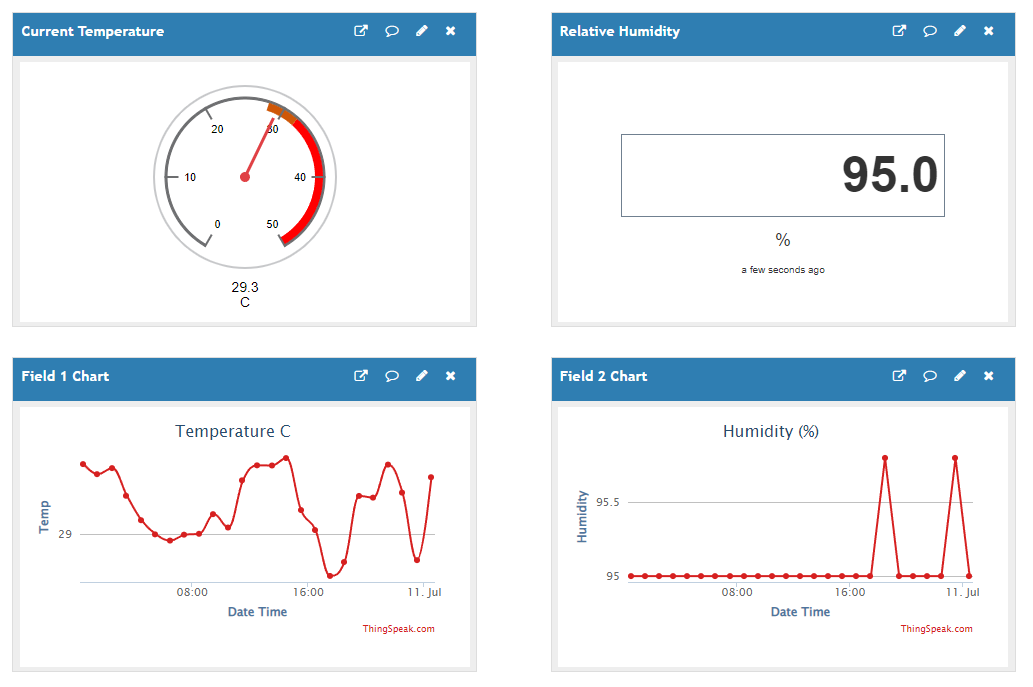 Current Temperature
20
30
10
40
0
50
29.3
C
Relative Humidity
95.0
%
a few seconds ago
Field 1 Chart
Temperature C
Temp
29
08:00
16:00
11. Jul
Date Time
ThingSpeak.com
Field 2 Chart
Humidity (%)
Humidity
95.5
95
08:00
16:00
11. Jul
Date Time
ThingSpeak.com